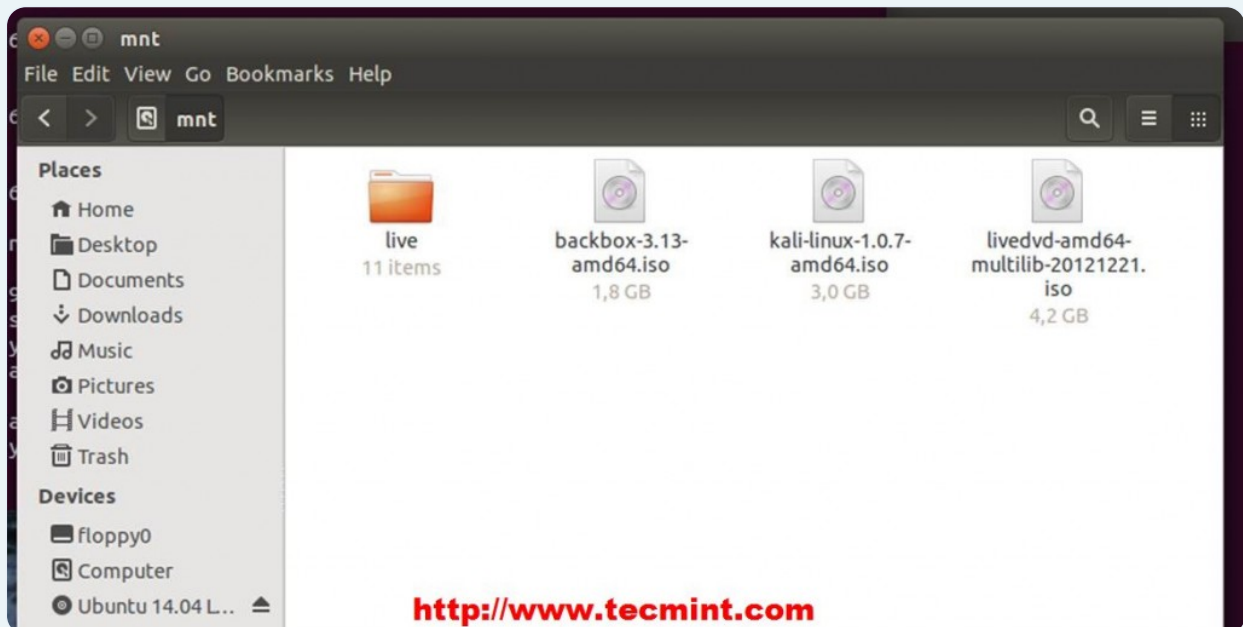 mnt
File Edit View Go Bookmarks Help
mnt
Places
Home
Desktop
Documents
Downloads
Music
Pictures
Videos
Trash
Devices
floppy0
Computer
Ubuntu 14.04 L...
live
11 items
backbox-3.13-
amd64.iso
1,8 GB
kali-linux-1.0.7-
amd64.iso
3,0 GB
livedvd-amd64-
multilib-20121221.
iso
4,2 GB
http://www.tecmint.com